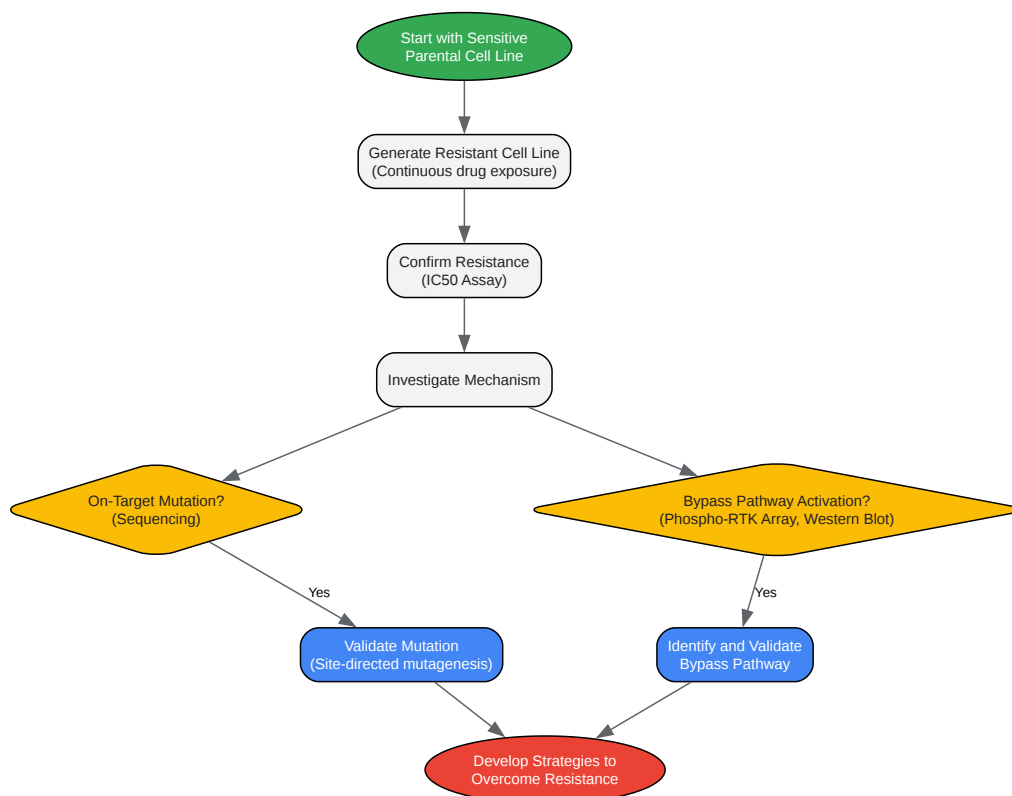 Start with Sensitive
Parental Cell Line
Generate Resistant Cell Line
(Continuous drug exposure)
Confirm Resistance
(IC50 Assay)
Investigate Mechanism
On-Target Mutation?
(Sequencing)
Bypass Pathway Activation?
(Phospho-RTK Array, Western Blot)
Yes
Yes
Validate Mutation
(Site-directed mutagenesis)
Identify and Validate
Bypass Pathway
Develop Strategies to
Overcome Resistance